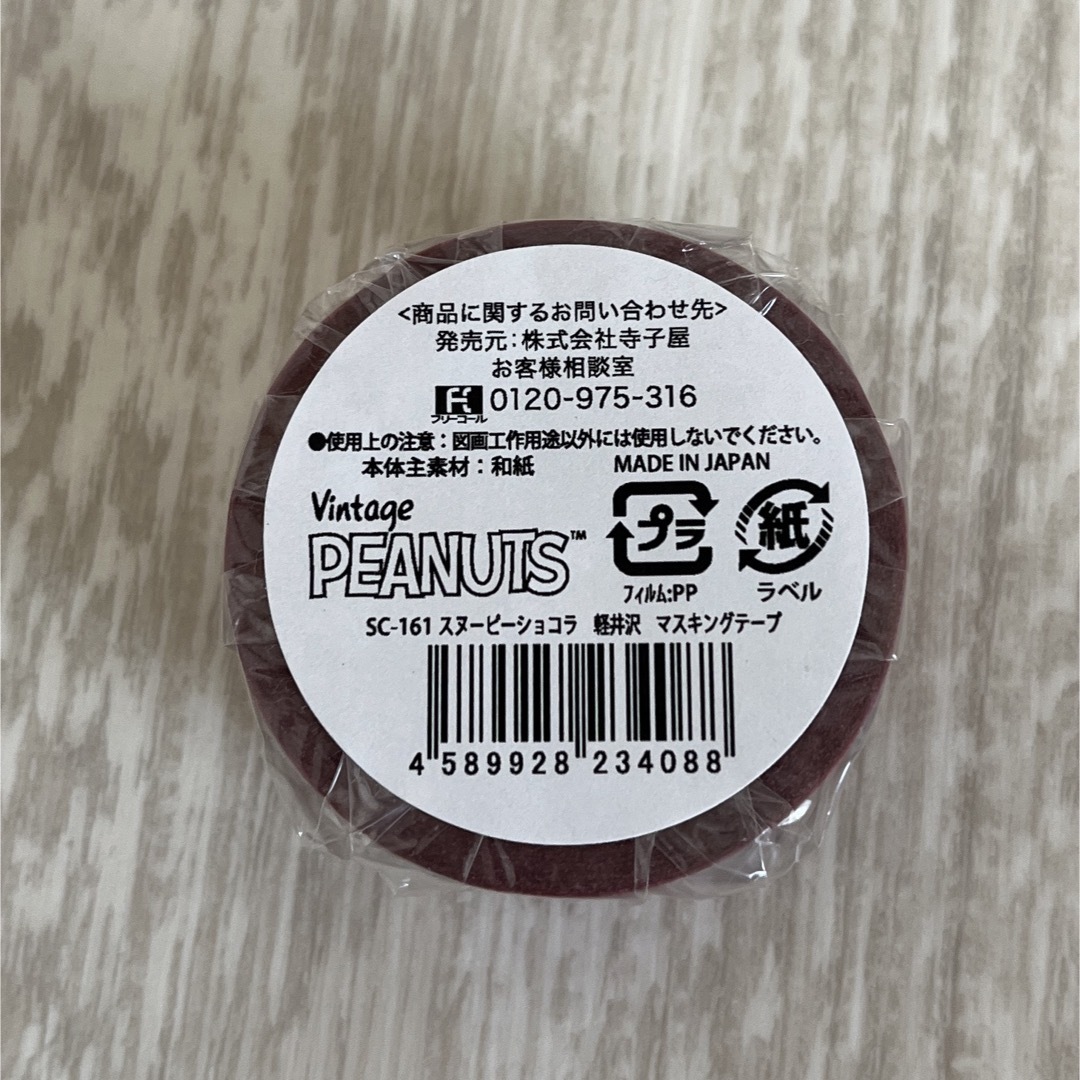 <商品に関するお問い合わせ先>
発売元:株式会社寺子屋
お客様相談室
フリーコール 0120-975-316
●使用上の注意:図画工作用途以外には使用しないでください。
本体主素材:和紙 MADE IN JAPAN
Vintage
PEANUTS™
プラ 紙
フィルム:PP ラベル
SC-161 スヌーピーショコラ 軽井沢 マスキングテープ
4 589928 234088